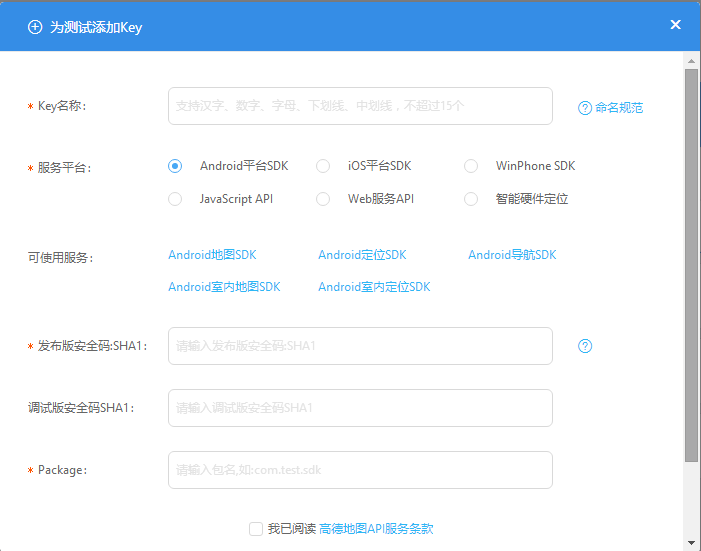 为测试添加Key
* Key名称: 支持汉字、数字、字母、下划线、中划线，不超过15个 命名规范
* 服务平台: Android平台SDK iOS平台SDK WinPhone SDK
JavaScript API Web服务API 智能硬件定位
可使用服务: Android地图SDK Android定位SDK Android导航SDK
Android室内地图SDK Android室内定位SDK
* 发布版安全码:SHA1: 请输入发布版安全码:SHA1
调试版安全码SHA1: 请输入调试版安全码SHA1
* Package: 请输入包名,如:com.test.sdk
我已阅读 高德地图API服务条款